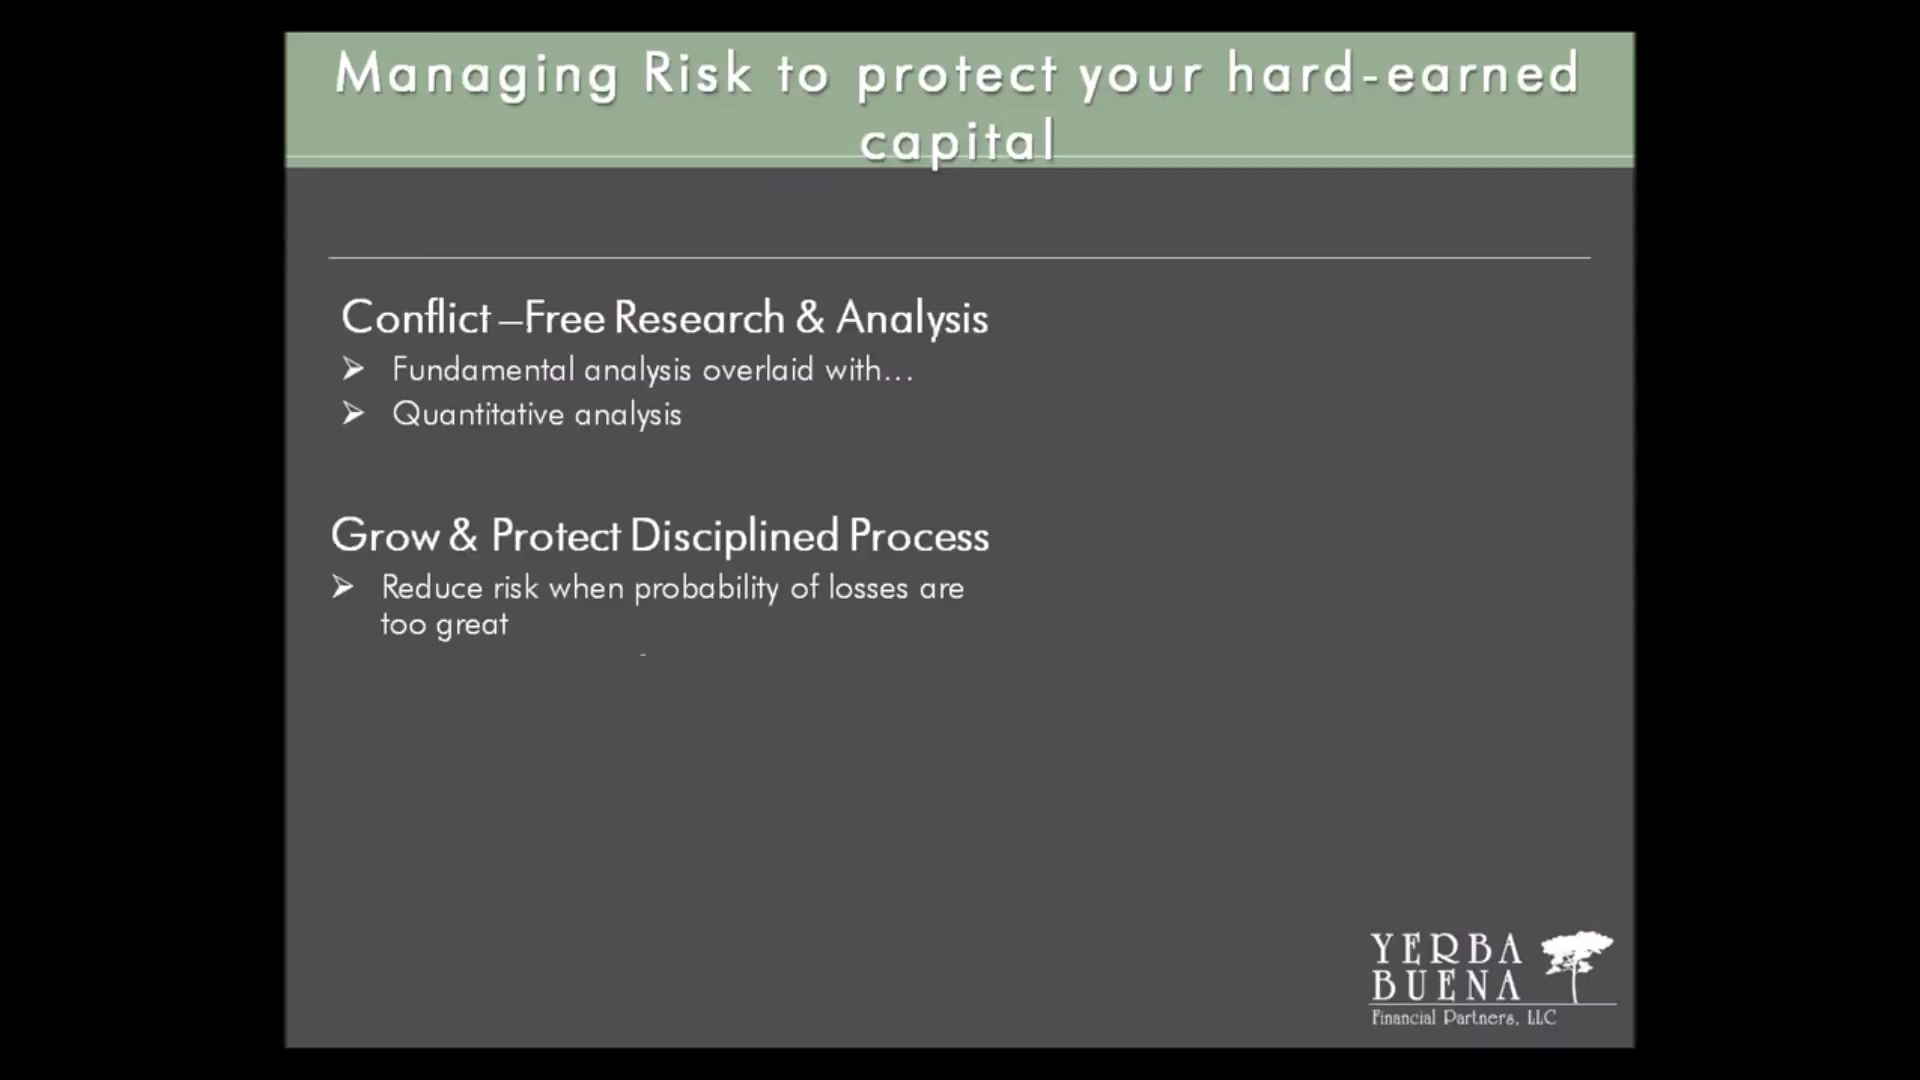 Managing Risk to protect your hard-earned
capital
Conflict –Free Research & Analysis
➢ Fundamental analysis overlaid with...
➢ Quantitative analysis
Grow & Protect Disciplined Process
➢ Reduce risk when probability of losses are
too great
YERBA
BUENA
Financial Partners, LLC